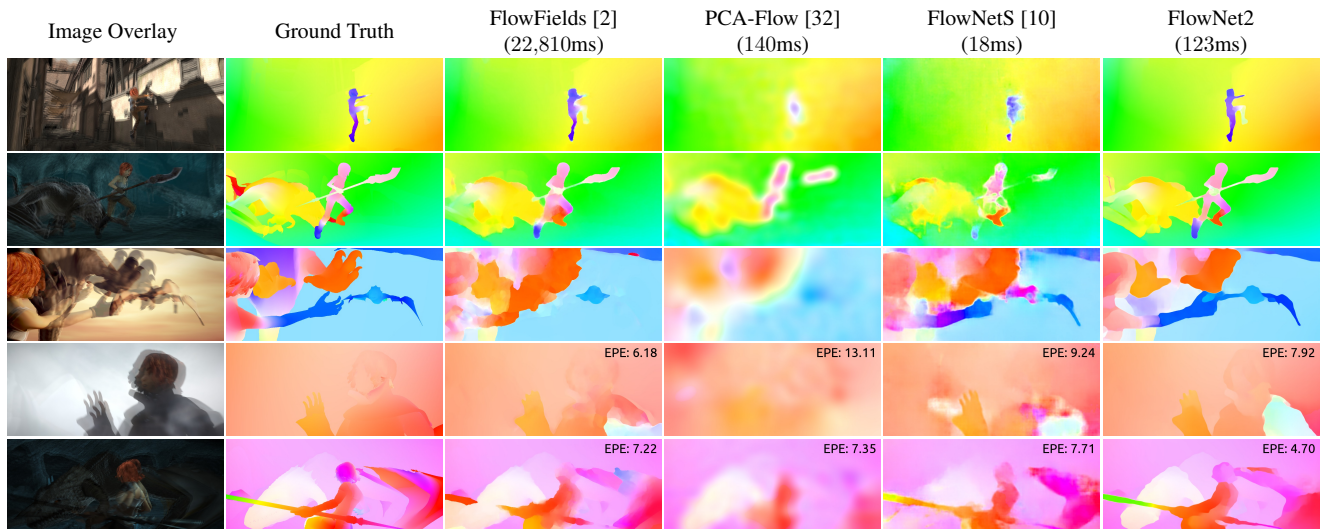 Image Overlay
Ground Truth
FlowFields [2]
(22,810ms)
PCA-Flow [32]
(140ms)
FlowNetS [10]
(18ms)
FlowNet2
(123ms)
EPE: 6.18
EPE: 13.11
EPE: 9.24
EPE: 7.92
EPE: 7.22
EPE: 7.35
EPE: 7.71
EPE: 4.70